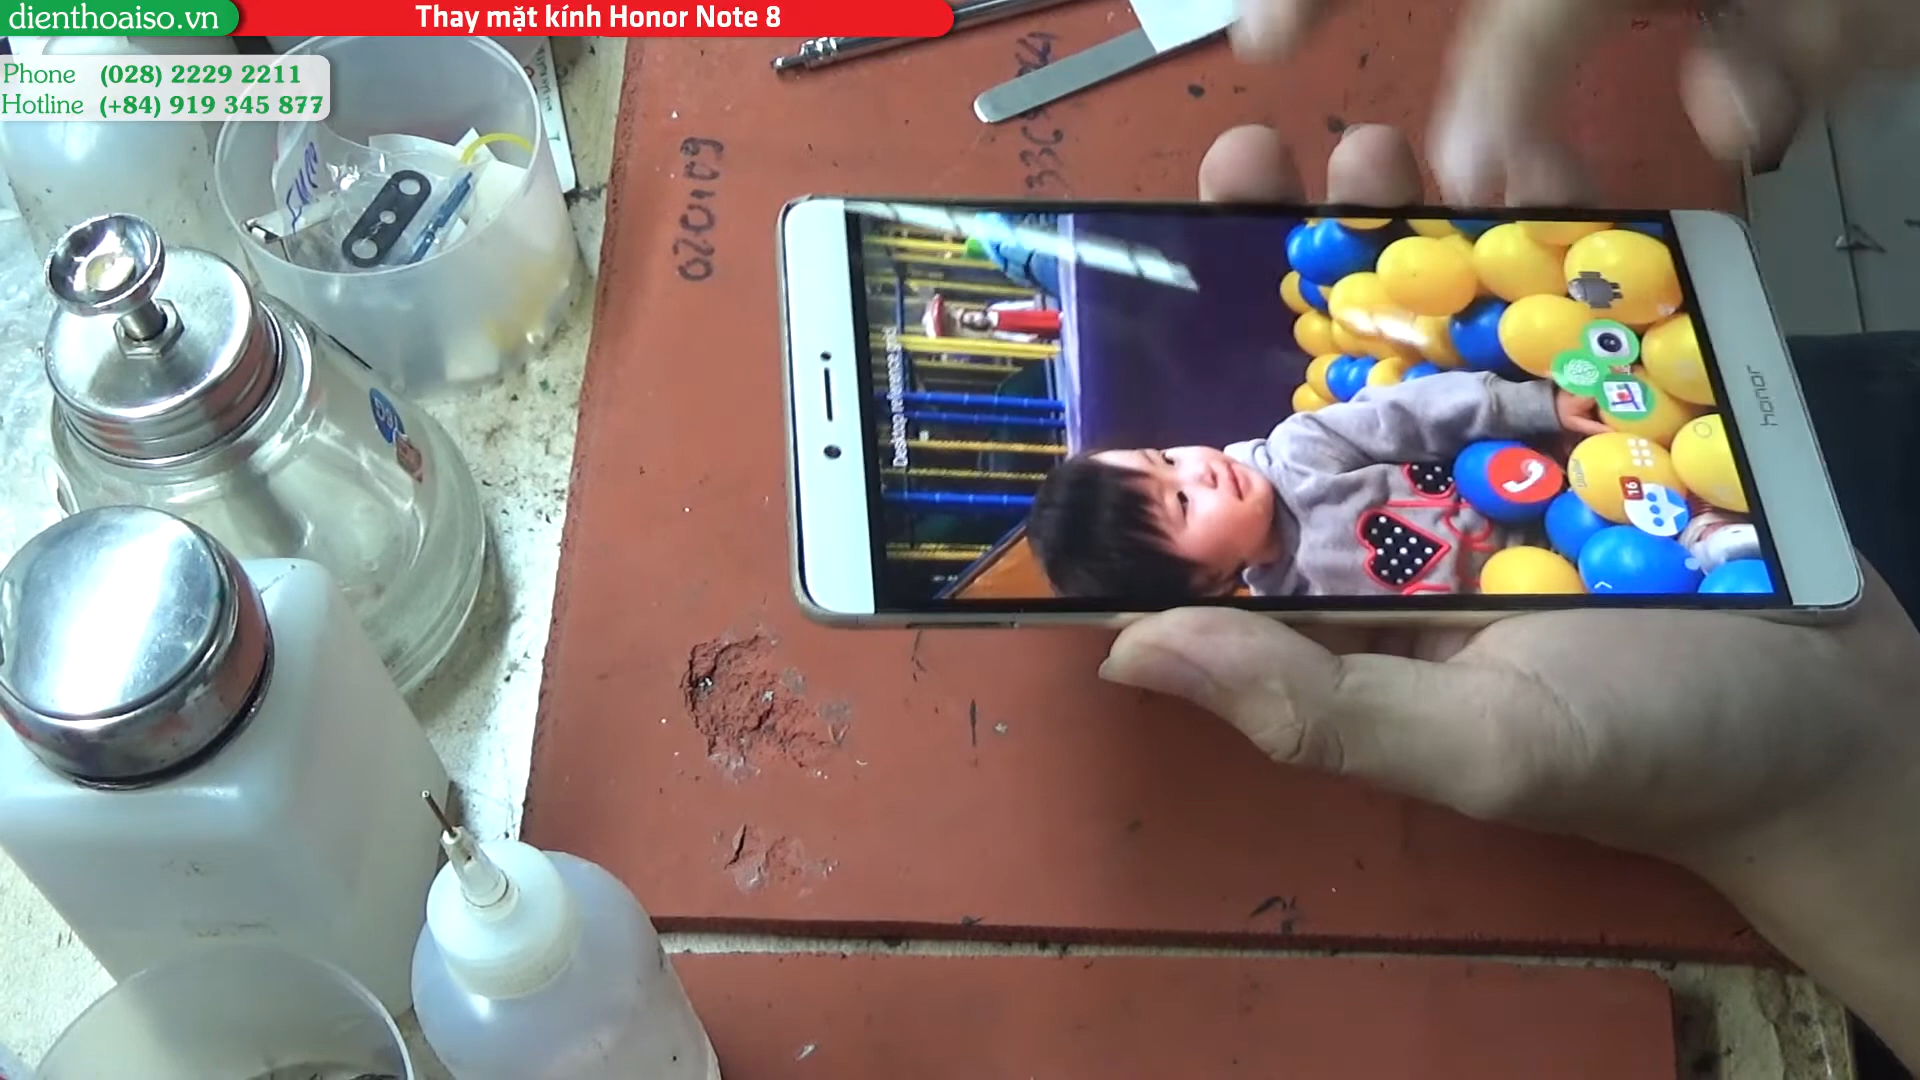 dienthoaiso.vn
Thay mặt kính Honor Note 8
Phone (028) 2229 2211
Hotline (+84) 919 345 877
020109
honor
16